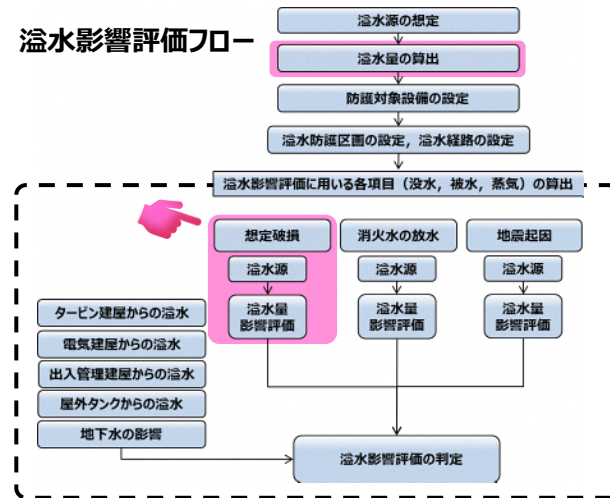 溢水影響評価フロー
溢水源の想定
溢水量の算出
防護対象設備の設定
溢水防護区画の設定，溢水経路の設定
溢水影響評価に用いる各項目（没水，被水，蒸気）の算出
想定破損
消火水の放水
地震起因
溢水源
溢水源
溢水源
溢水量
影響評価
溢水量
影響評価
溢水量
影響評価
タービン建屋からの溢水
電気建屋からの溢水
出入管理建屋からの溢水
屋外タンクからの溢水
地下水の影響
溢水影響評価の判定